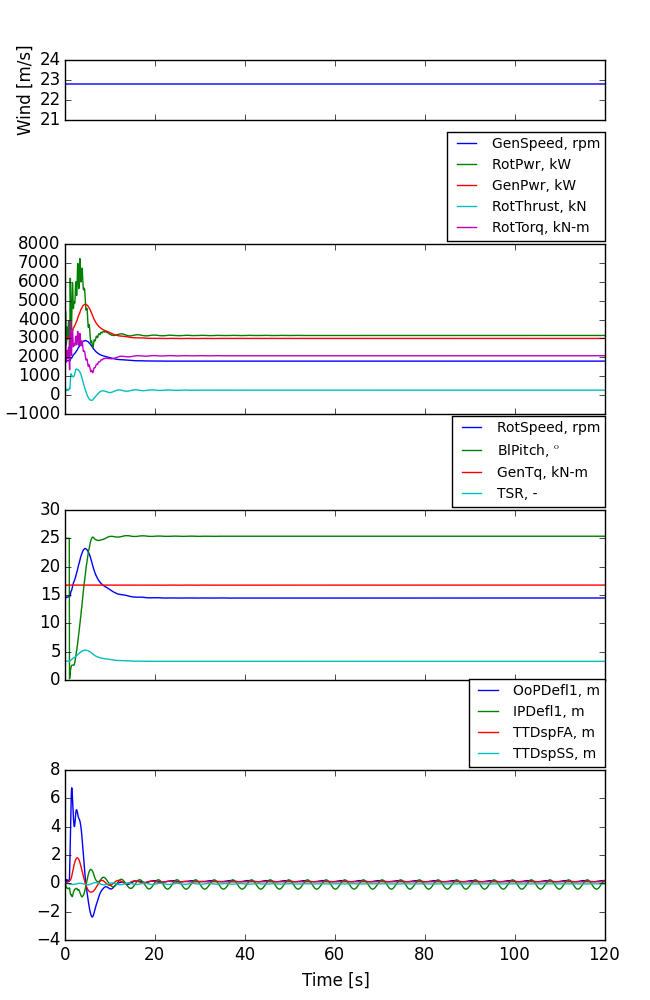 Wind [m/s]
24
23
22
21
GenSpeed, rpm
RotPwr, kW
GenPwr, kW
RotThrust, kN
RotTorq, kN-m
8000
7000
6000
5000
4000
3000
2000
1000
0
−1000
RotSpeed, rpm
BlPitch, °
GenTq, kN-m
TSR, -
30
25
20
15
10
5
0
OoPDefl1, m
IPDefl1, m
TTDspFA, m
TTDspSS, m
8
6
4
2
0
−2
−4
0 20 40 60 80 100 120
Time [s]